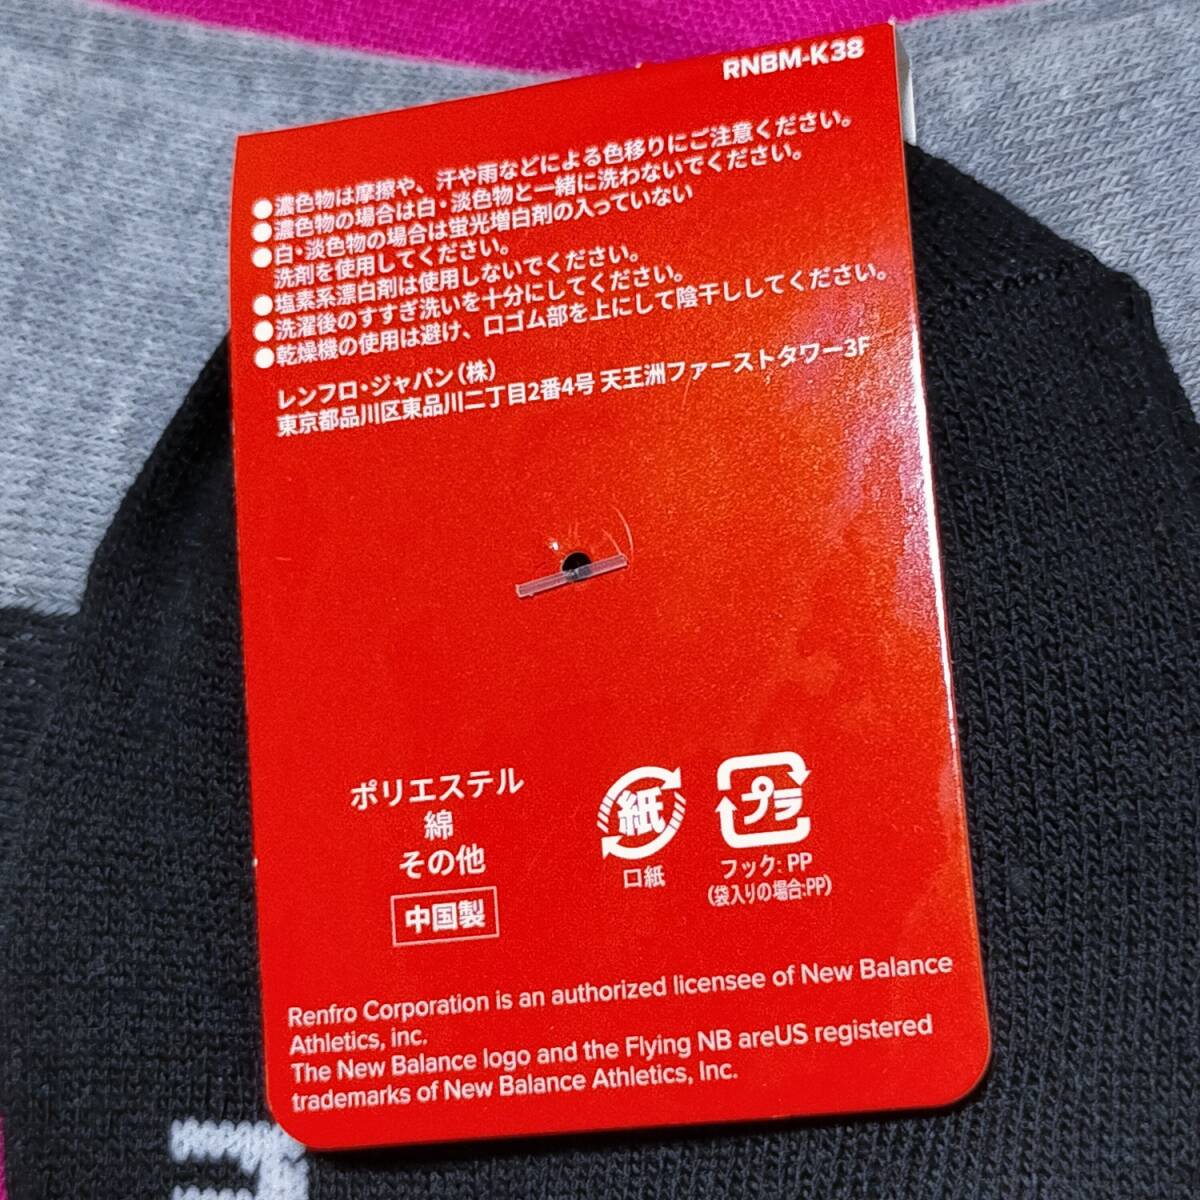 RNBM-K38
●濃色物は摩擦や、汗や雨などによる色移りにご注意ください。
●濃色物の場合は白・淡色物と一緒に洗わないでください。
●白・淡色物の場合は蛍光増白剤の入っていない
洗剤を使用してください。
●塩素系漂白剤は使用しないでください。
●洗濯後のすすぎ洗いを十分にしてください。
●乾燥機の使用は避け、口ゴム部を上にして陰干ししてください。
レンフロ・ジャパン(株)
東京都品川区東品川二丁目2番4号 天王洲ファーストタワー3F
ポリエステル
綿
その他
中国製
紙
口紙
プラ
フック:PP
(袋入りの場合:PP)
Renfro Corporation is an authorized licensee of New Balance
Athletics, inc.
The New Balance logo and the Flying NB areUS registered
trademarks of New Balance Athletics, Inc.